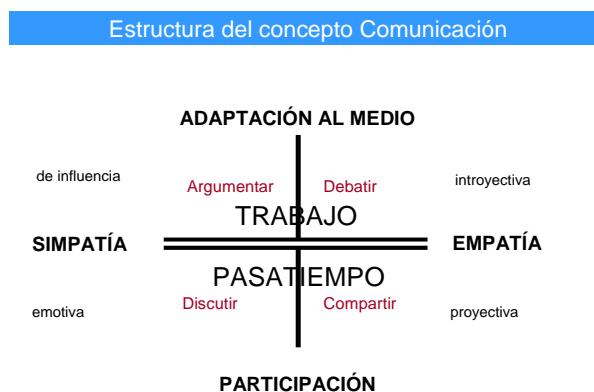 Estructura del concepto Comunicación
ADAPTACIÓN AL MEDIO
de influencia
Argumentar
Debatir
introyectiva
TRABAJO
SIMPATÍA
EMPATÍA
PASATIEMPO
emotiva
Discutir
Compartir
proyectiva
PARTICIPACIÓN